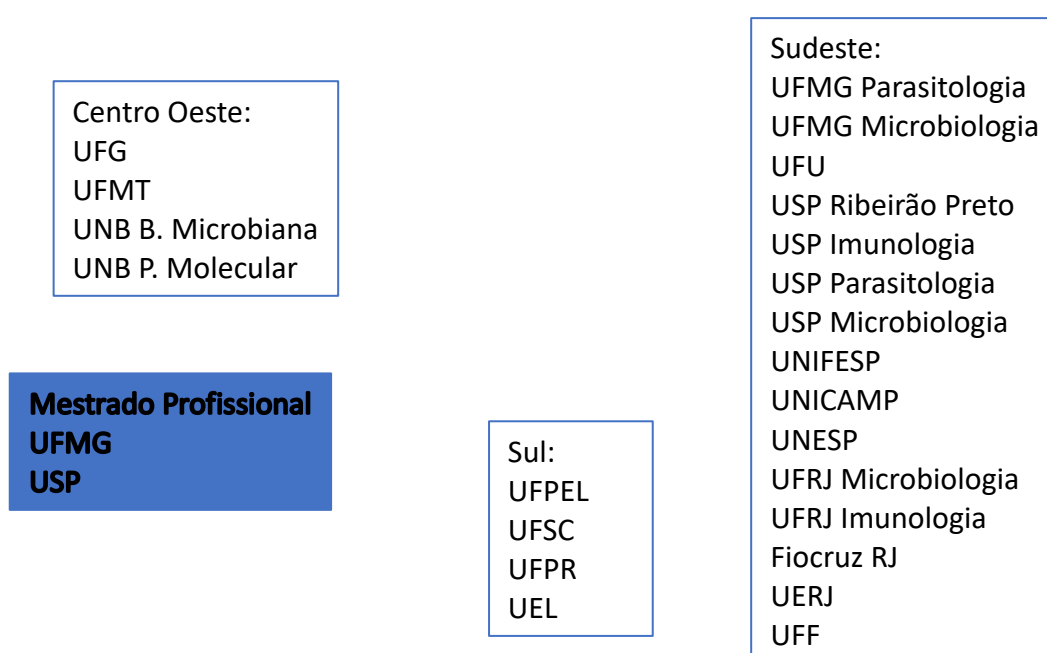 Centro Oeste:
UFG
UFMT
UNB B. Microbiana
UNB P. Molecular
Mestrado Profissional
UFMG
USP
Sul:
UFPEL
UFSC
UFPR
UEL
Sudeste:
UFMG Parasitologia
UFMG Microbiologia
UFU
USP Ribeirão Preto
USP Imunologia
USP Parasitologia
USP Microbiologia
UNIFESP
UNICAMP
UNESP
UFRJ Microbiologia
UFRJ Imunologia
Fiocruz RJ
UERJ
UFF